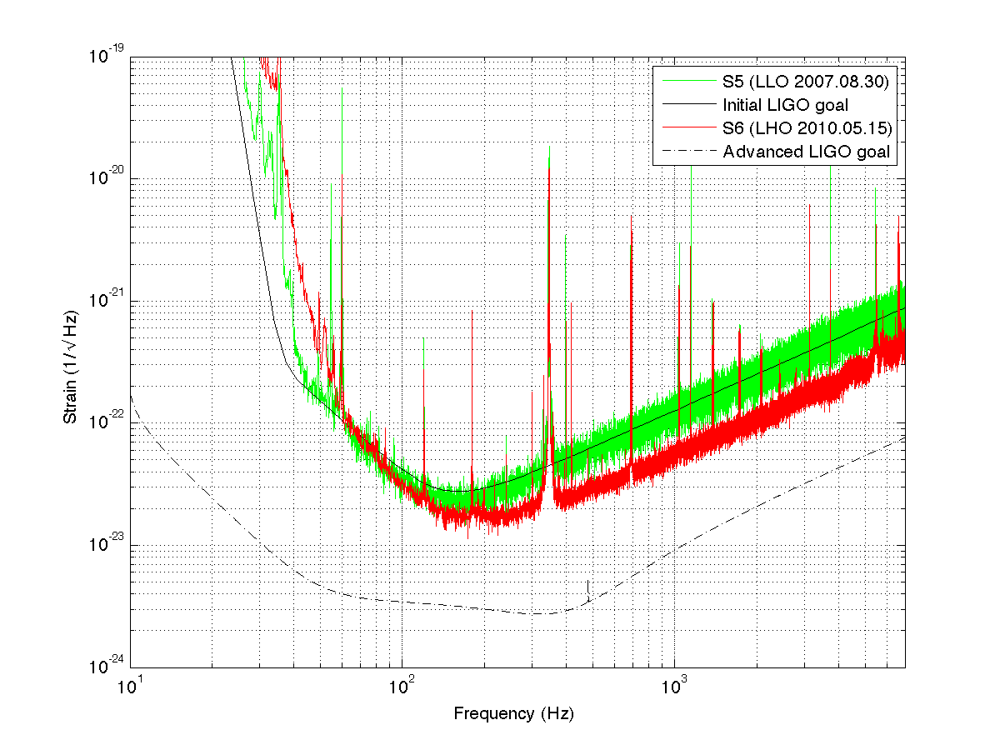 10^-19
10^-20
10^-21
10^-22
10^-23
10^-24
Strain (1/√Hz)
S5 (LLO 2007.08.30)
Initial LIGO goal
S6 (LHO 2010.05.15)
Advanced LIGO goal
10^1 10^2 10^3
Frequency (Hz)